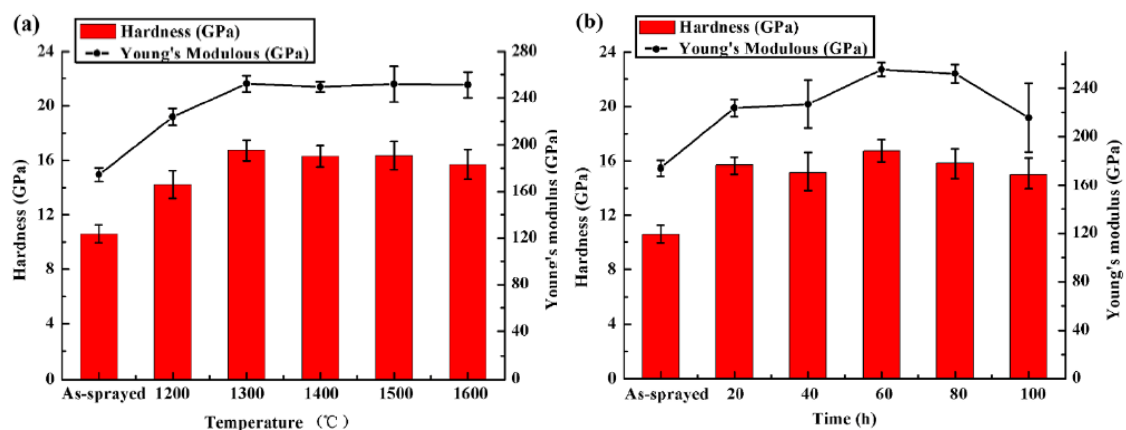 (a)
Hardness (GPa)
Young's Modulous (GPa)
24
20
16
12
8
4
0
Hardness (GPa)
280
240
200
160
120
80
40
0
Young's modulus (GPa)
As-sprayed 1200 1300 1400 1500 1600
Temperature (℃)
(b)
Hardness (GPa)
Young's Modulous (GPa)
24
20
16
12
8
4
0
Hardness (GPa)
240
200
160
120
80
40
0
Young's modulus (GPa)
As-sprayed 20 40 60 80 100
Time (h)